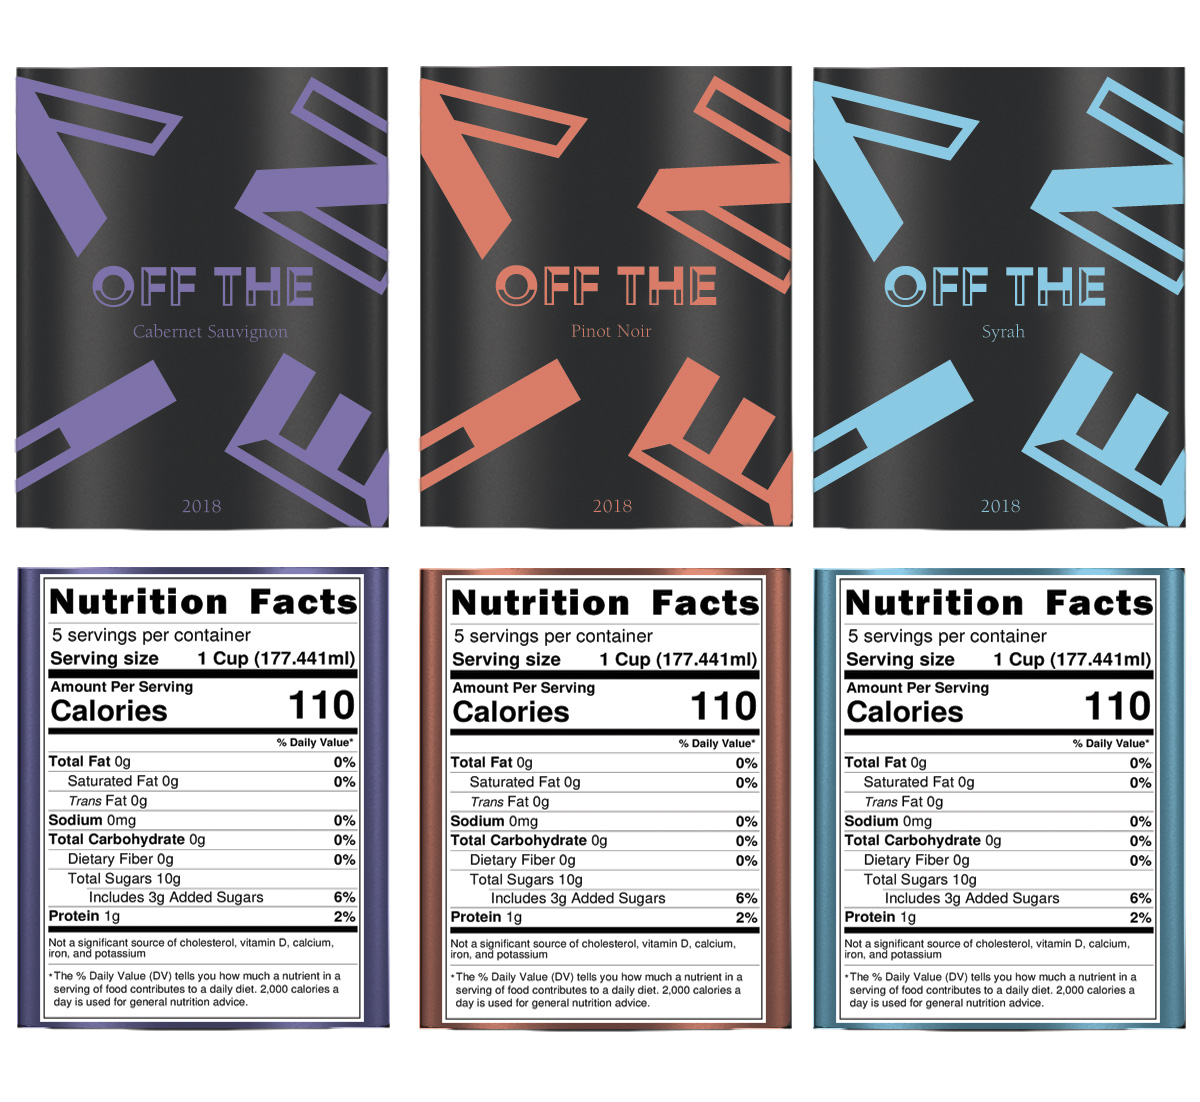 VINE
OFF THE
Cabernet Sauvignon
2018
VINE
OFF THE
Pinot Noir
2018
VINE
OFF THE
Syrah
2018
Nutrition Facts
5 servings per container
Serving size 1 Cup (177.441ml)
Amount Per Serving
Calories 110
% Daily Value*
Total Fat 0g 0%
Saturated Fat 0g 0%
Trans Fat 0g
Sodium 0mg 0%
Total Carbohydrate 0g 0%
Dietary Fiber 0g 0%
Total Sugars 10g
Includes 3g Added Sugars 6%
Protein 1g 2%
Not a significant source of cholesterol, vitamin D, calcium,
iron, and potassium
*The % Daily Value (DV) tells you how much a nutrient in a
serving of food contributes to a daily diet. 2,000 calories a
day is used for general nutrition advice.
Nutrition Facts
5 servings per container
Serving size 1 Cup (177.441ml)
Amount Per Serving
Calories 110
% Daily Value*
Total Fat 0g 0%
Saturated Fat 0g 0%
Trans Fat 0g
Sodium 0mg 0%
Total Carbohydrate 0g 0%
Dietary Fiber 0g 0%
Total Sugars 10g
Includes 3g Added Sugars 6%
Protein 1g 2%
Not a significant source of cholesterol, vitamin D, calcium,
iron, and potassium
*The % Daily Value (DV) tells you how much a nutrient in a
serving of food contributes to a daily diet. 2,000 calories a
day is used for general nutrition advice.
Nutrition Facts
5 servings per container
Serving size 1 Cup (177.441ml)
Amount Per Serving
Calories 110
% Daily Value*
Total Fat 0g 0%
Saturated Fat 0g 0%
Trans Fat 0g
Sodium 0mg 0%
Total Carbohydrate 0g 0%
Dietary Fiber 0g 0%
Total Sugars 10g
Includes 3g Added Sugars 6%
Protein 1g 2%
Not a significant source of cholesterol, vitamin D, calcium,
iron, and potassium
*The % Daily Value (DV) tells you how much a nutrient in a
serving of food contributes to a daily diet. 2,000 calories a
day is used for general nutrition advice.